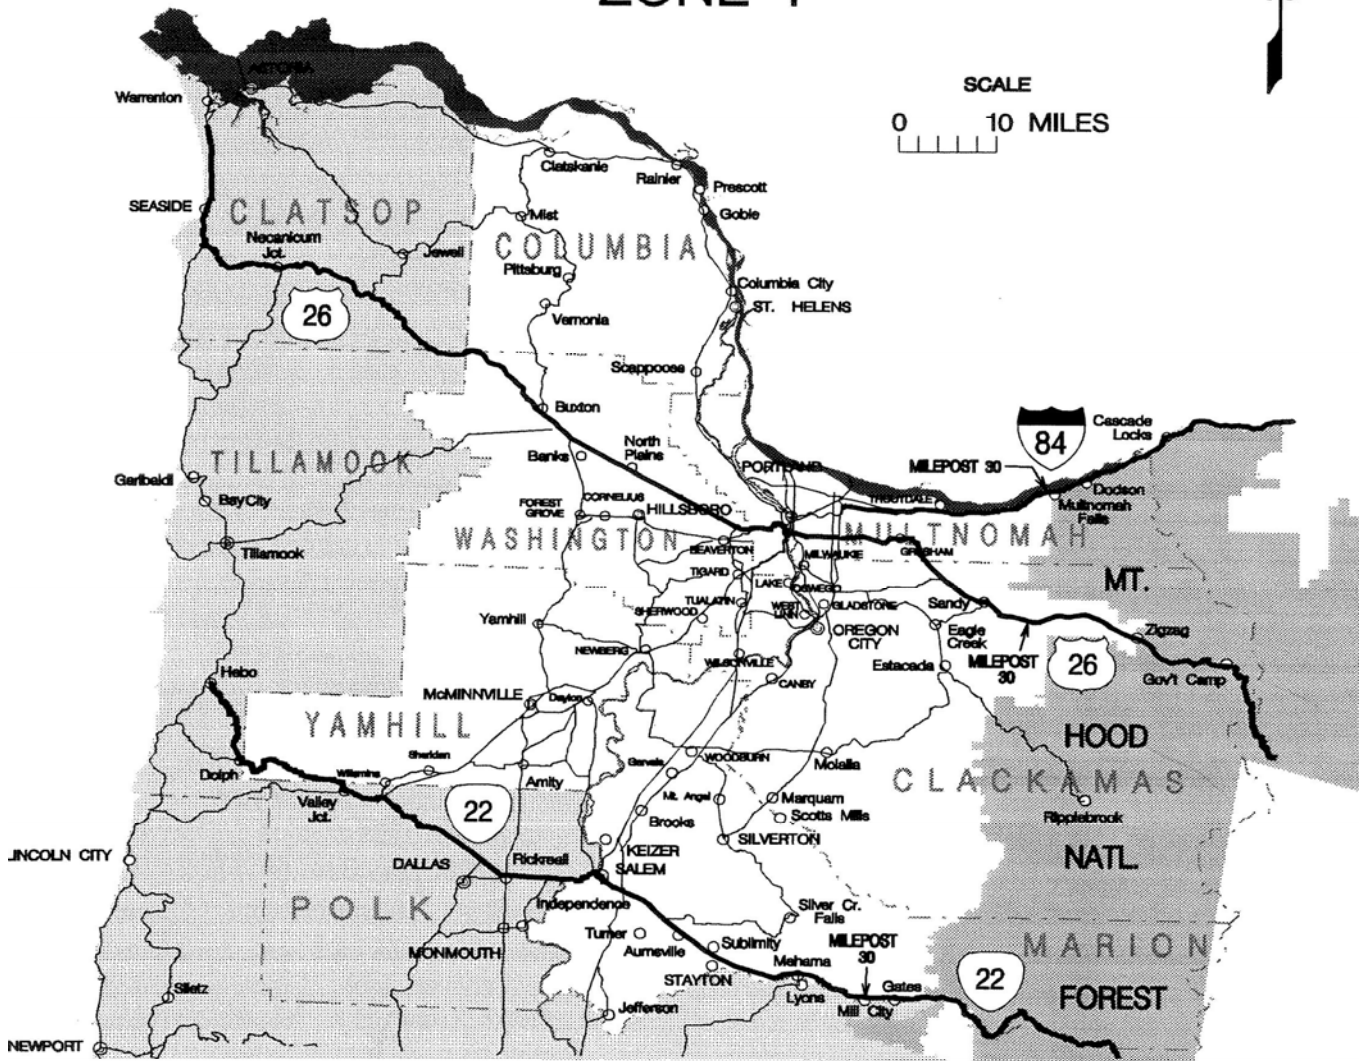 ZONE 1
SCALE
0 10 MILES
ASTORIA
Warrenton
Clatskanie
Rainier
Prescott
Goble
SEASIDE
CLATSOP
Necanicum
Jct.
Jewell
Mist
COLUMBIA
Pittsburg
Columbia City
ST. HELENS
26
Vernonia
Scappoose
Buxton
84
Cascade
Locks
TILLAMOOK
Banks
North
Plains
PORTLAND
MILEPOST 30
Garibaldi
Bay City
Dodson
Multnomah
Falls
TROUTDALE
FOREST
GROVE
CORNELIUS
HILLSBORO
WASHINGTON
MULTNOMAH
Tillamook
BEAVERTON
GRESHAM
MILWAUKIE
TIGARD
LAKE
OSWEGO
MT.
TUALATIN
SHERWOOD
WEST
LINN
GLADSTONE
Sandy
Yamhill
OREGON
CITY
Eagle
Creek
Zigzag
NEWBERG
WILSONVILLE
Estacada
MILEPOST
30
26
Gov't Camp
Hebo
CANBY
McMINNVILLE
Dayton
YAMHILL
HOOD
Sheridan
WOODBURN
Molalla
Dolph
Willamina
Gervais
CLACKAMAS
Valley
Jct.
22
Amity
Mt. Angel
Marquam
Scotts Mills
Ripplebrook
Brooks
LINCOLN CITY
KEIZER
SILVERTON
NATL.
DALLAS
Rickreall
SALEM
POLK
Independence
Silver Cr.
Falls
MONMOUTH
Turner
Aumsville
Sublimity
MILEPOST
30
MARION
STAYTON
Mehama
Lyons
Gates
Mill City
22
FOREST
Siletz
Jefferson
NEWPORT